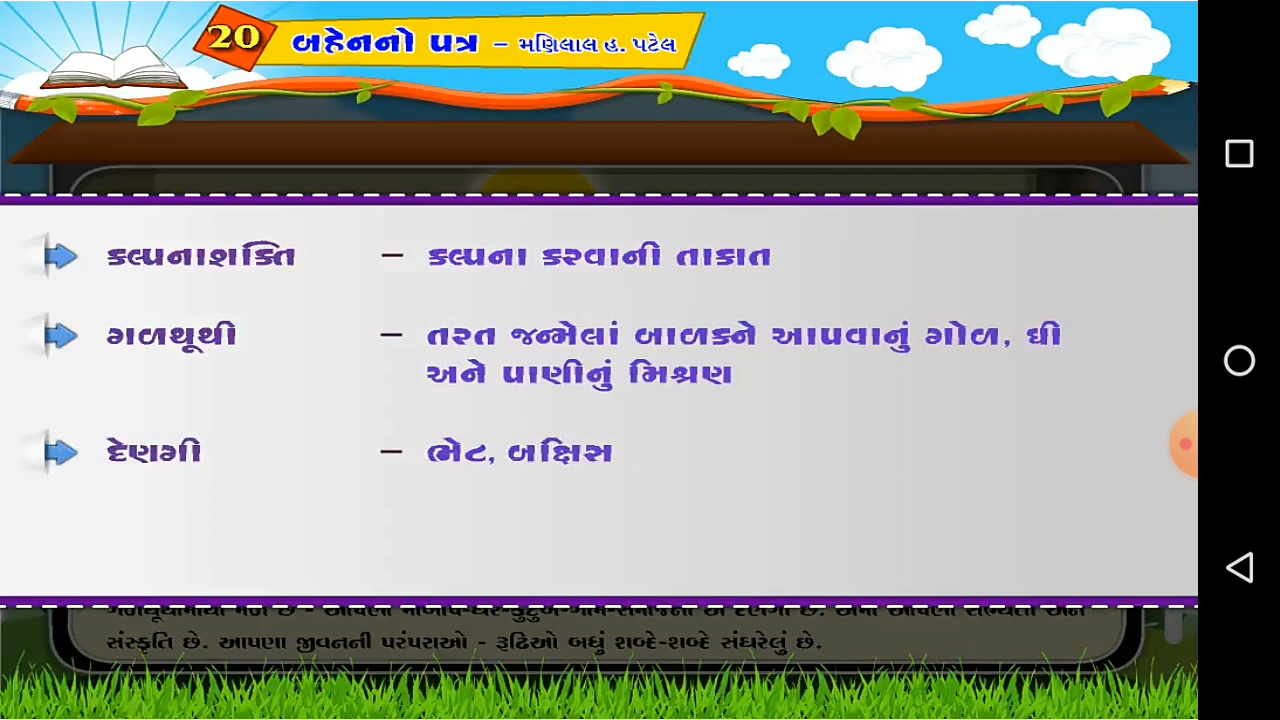 20 બહેનનો પત્ર – મણિલાલ હ. પટેલ
કલ્પનાશક્તિ – કલ્પના કરવાની તાકાત
ગળથૂથી – તરત જન્મેલાં બાળકને આપવાનું ગોળ, ઘી
અને પાણીનું મિશ્રણ
દેણગી – ભેટ, બક્ષિસ
સંસ્કૃતિ છે. આપણા જીવનની પરંપરાઓ - રૂઢિઓ બધું શબ્દે-શબ્દે સંઘરેલું છે.